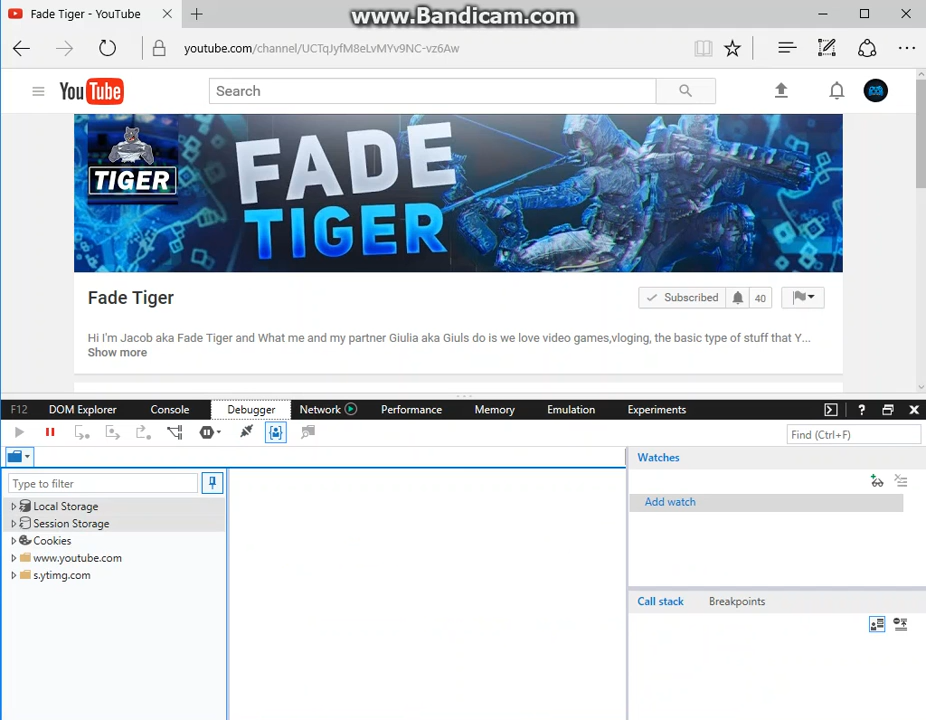 www.Bandicam.com
Fade Tiger - YouTube
youtube.com/channel/UCTqJyfM8eLvMYv9NC-vz6Aw
YouTube
Search
TIGER
FADE
TIGER
Fade Tiger
Subscribed 40
Hi I'm Jacob aka Fade Tiger and What me and my partner Giulia aka Giuls do is we love video games,vloging, the basic type of stuff that Y...
Show more
F12 DOM Explorer Console Debugger Network Performance Memory Emulation Experiments
Find (Ctrl+F)
Watches
Type to filter
Add watch
Local Storage
Session Storage
Cookies
www.youtube.com
s.ytimg.com
Call stack Breakpoints